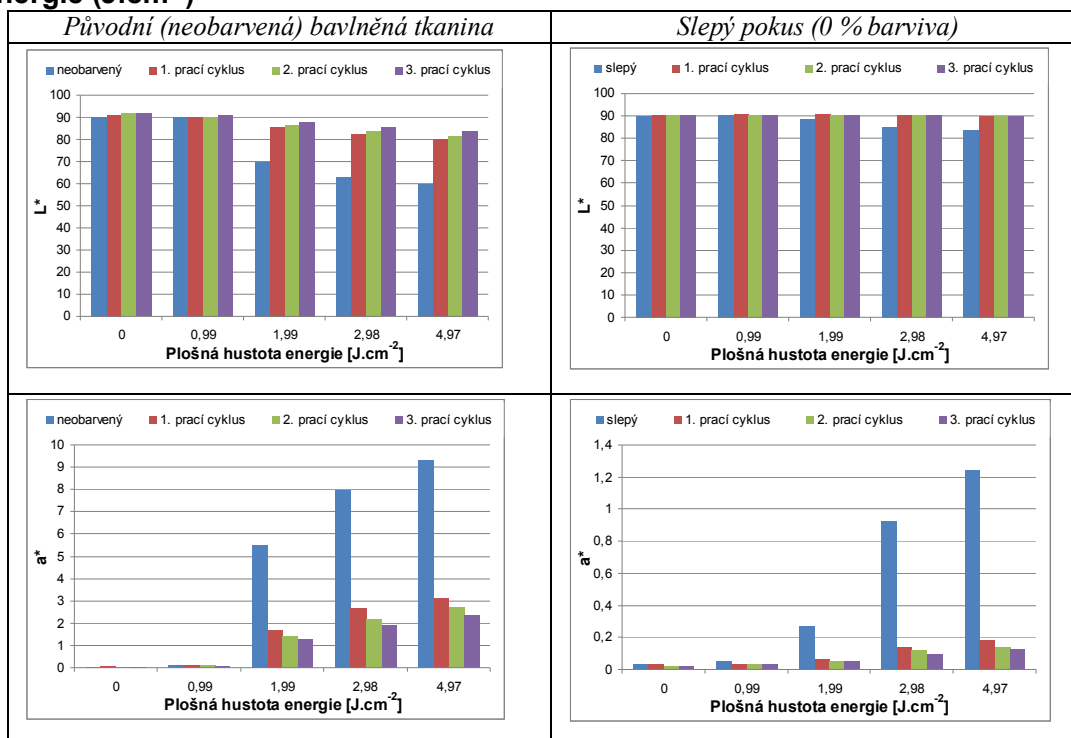 Původní (neobarvená) bavlněná tkanina
Slepý pokus (0 % barviva)
neobarvený 1. prací cyklus 2. prací cyklus 3. prací cyklus
100
90
80
70
60
50
40
30
20
10
0
L*
0 0,99 1,99 2,98 4,97
Plošná hustota energie [J.cm⁻²]
slepý 1. prací cyklus 2. prací cyklus 3. prací cyklus
100
90
80
70
60
50
40
30
20
10
0
L*
0 0,99 1,99 2,98 4,97
Plošná hustota energie [J.cm⁻²]
neobarvený 1. prací cyklus 2. prací cyklus 3. prací cyklus
10
9
8
7
6
5
4
3
2
1
0
a*
0 0,99 1,99 2,98 4,97
Plošná hustota energie [J.cm⁻²]
slepý 1. prací cyklus 2. prací cyklus 3. prací cyklus
1,4
1,2
1
0,8
0,6
0,4
0,2
0
a*
0 0,99 1,99 2,98 4,97
Plošná hustota energie [J.cm⁻²]